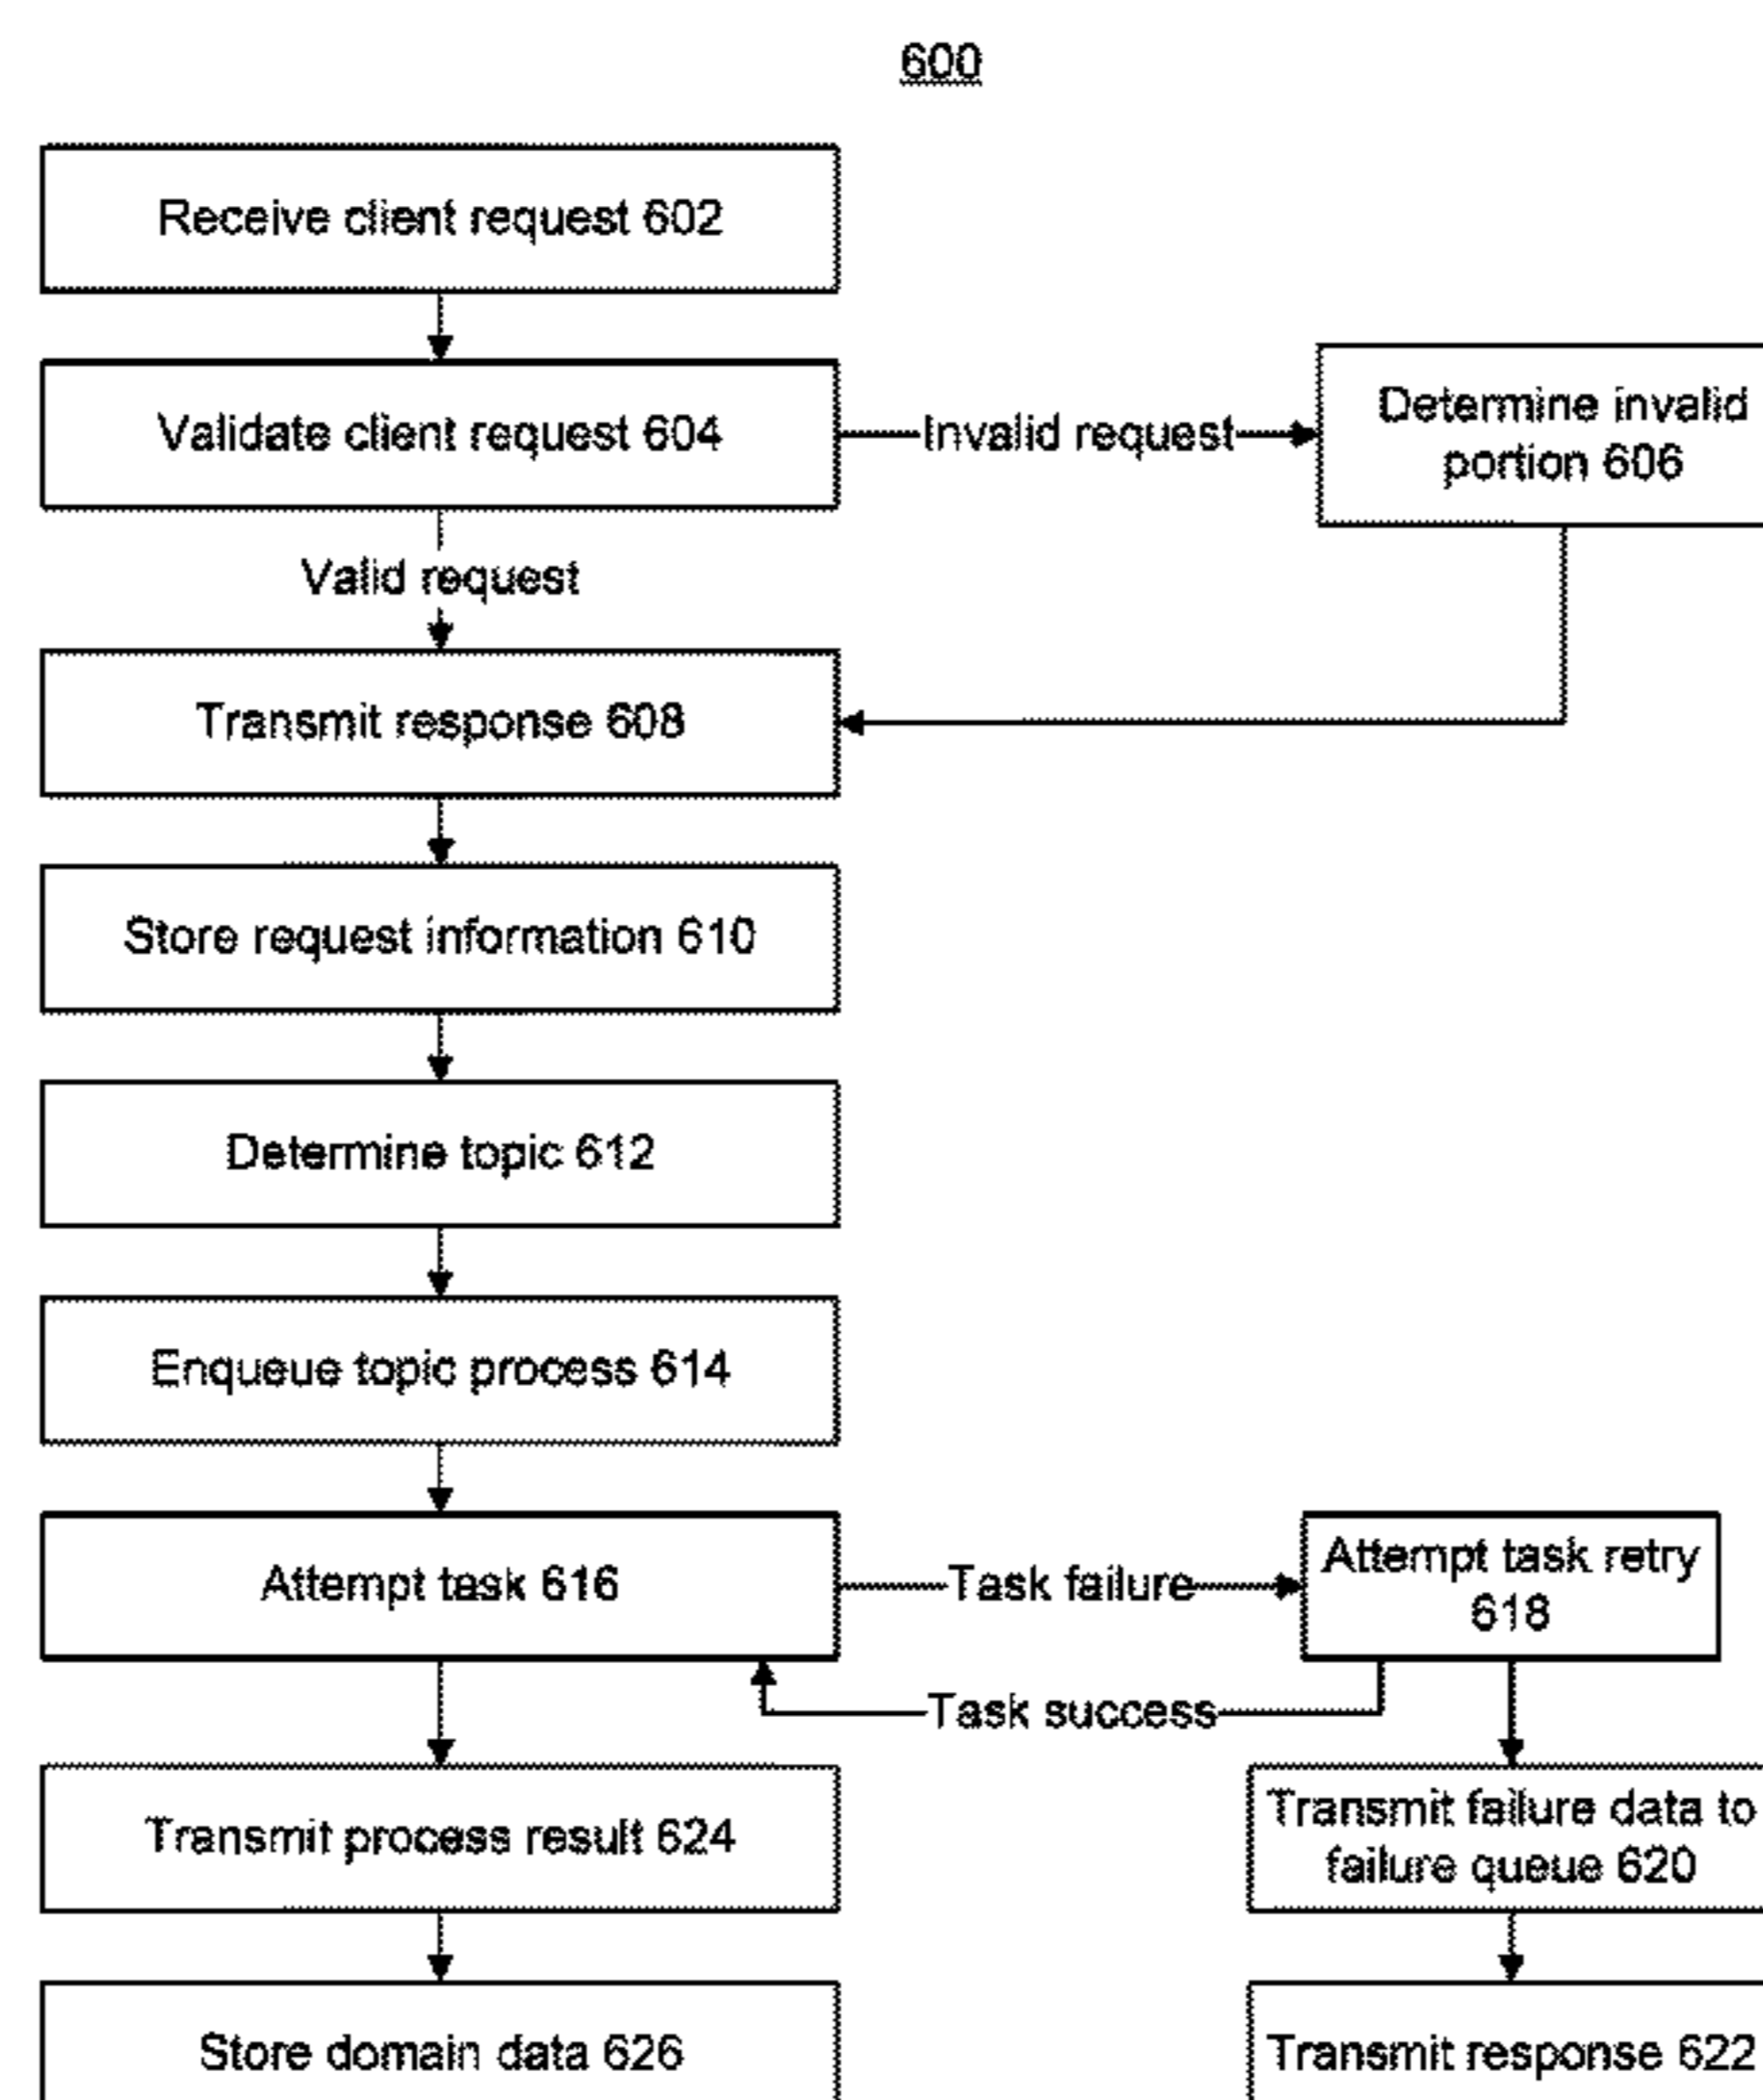 600
Receive client request 602
Validate client request 604
Invalid request
Determine invalid
portion 606
Valid request
Transmit response 608
Store request information 610
Determine topic 612
Enqueue topic process 614
Attempt task 616
Task failure
Attempt task retry
618
Task success
Transmit process result 624
Transmit failure data to
failure queue 620
Store domain data 626
Transmit response 622